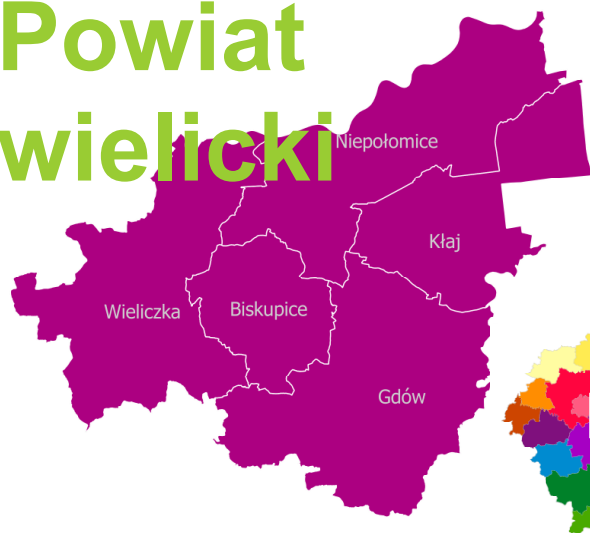 Powiat
wielicki
Niepołomice
Kłaj
Wieliczka
Biskupice
Gdów